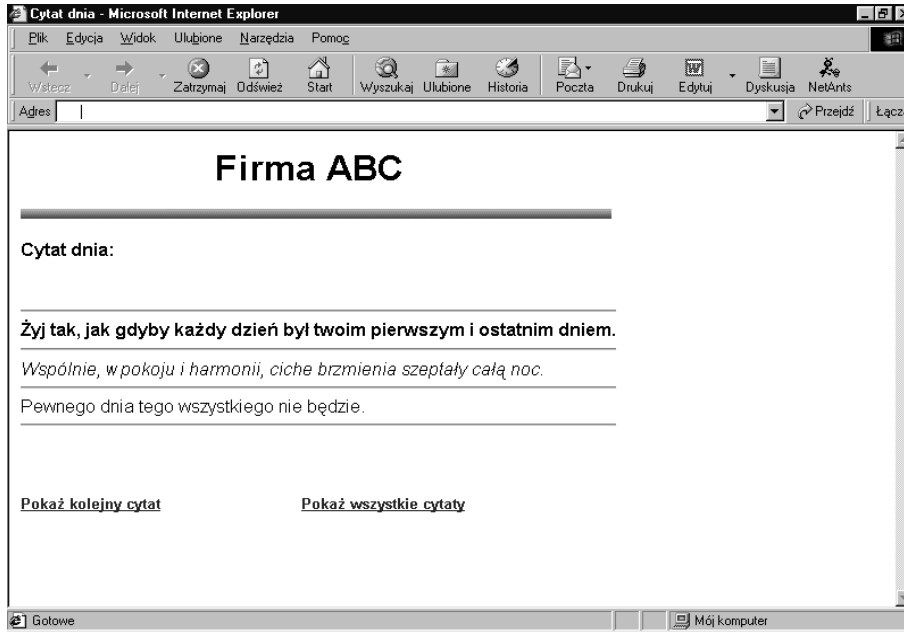 Cytat dnia - Microsoft Internet Explorer
Plik Edycja Widok Ulubione Narzędzia Pomoc
Wstecz Dalej Zatrzymaj Odśwież Start Wyszukaj Ulubione Historia Poczta Drukuj Edytuj Dyskusja NetAnts
Adres Przejdź Łącza
Firma ABC
Cytat dnia:
Żyj tak, jak gdyby każdy dzień był twoim pierwszym i ostatnim dniem.
Wspólnie, w pokoju i harmonii, ciche brzmienia szeptały całą noc.
Pewnego dnia tego wszystkiego nie będzie.
Pokaż kolejny cytat Pokaż wszystkie cytaty
Gotowe Mój komputer